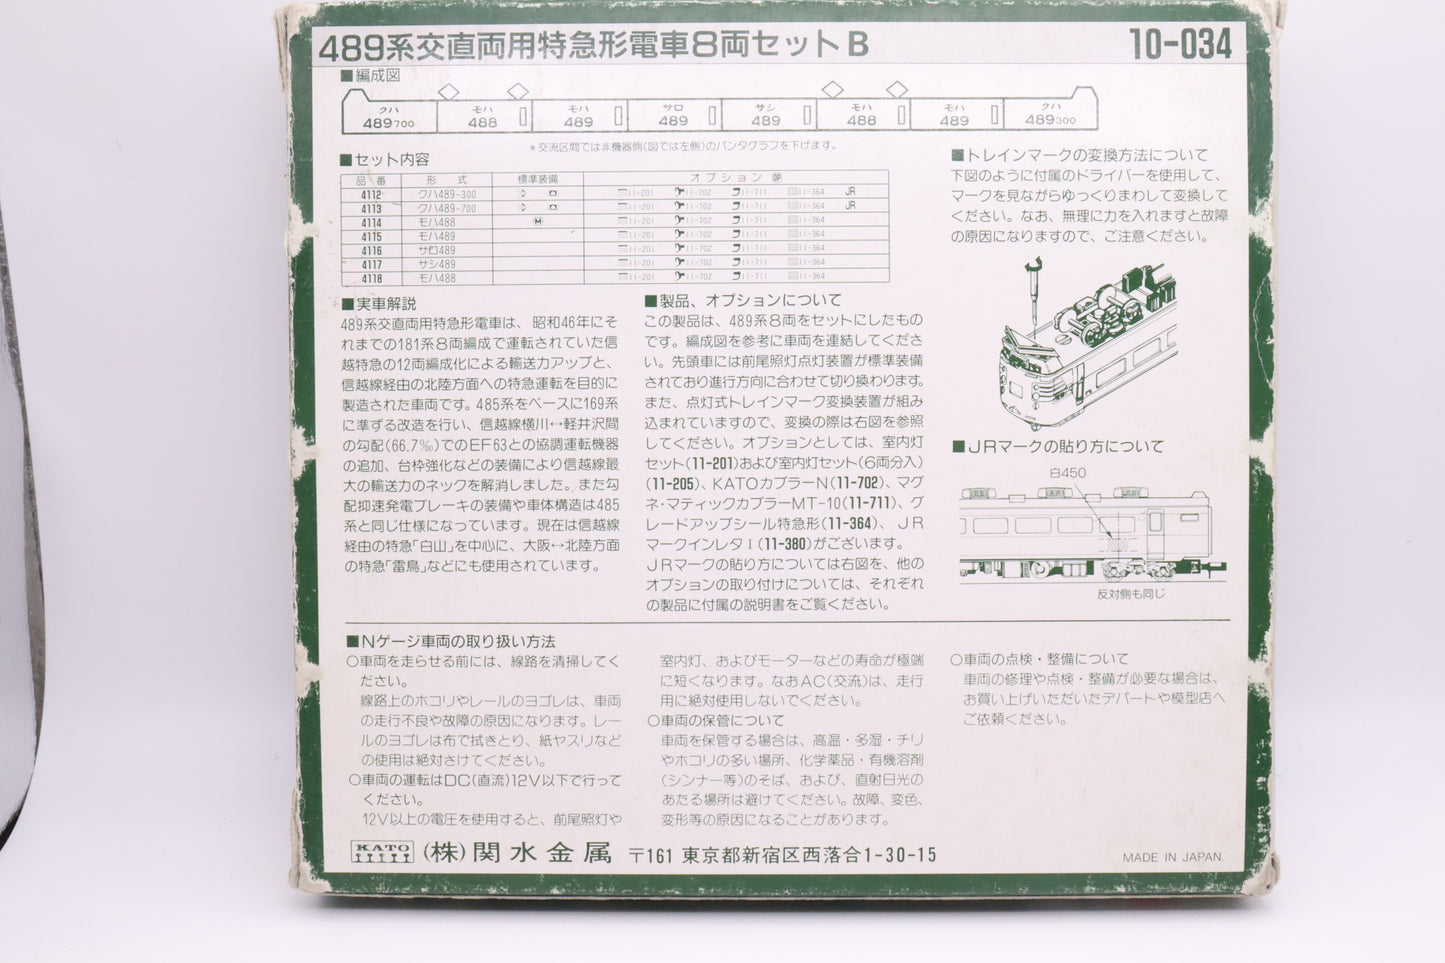 489系交直両用特急形電車8両セットB
10-034
■編成図
クハ 489700
モハ 488
モハ 489
サロ 489
サシ 489
モハ 488
モハ 489
クハ 489300
*交流区間では非機器側(図では左側)のパンタグラフを下げます。
■セット内容
品番 形式 標準装備 オプション
4112 クハ489-300 11-201 11-702 11-711 11-364 JR
4113 クハ489-700 11-201 11-702 11-711 11-364 JR
4114 モハ488 M 11-201 11-702 11-711 11-364
4115 モハ489 11-201 11-702 11-711 11-364
4116 サロ489 11-201 11-702 11-711 11-364
4117 サシ489 11-201 11-702 11-711 11-364
4118 モハ488 11-201 11-702 11-711 11-364
■実車解説
489系交直両用特急形電車は、昭和46年にそ
れまでの181系8両編成で運転されていた信
越特急の12両編成化による輸送力アップと、
信越線経由の北陸方面への特急運転を目的に
製造された車両です。485系をベースに169系
に準ずる改造を行い、信越線横川↔軽井沢間
の勾配(66.7‰)でのEF63との協調運転機器
の追加、台枠強化などの装備により信越線最
大の輸送力のネックを解消しました。また勾
配抑速発電ブレーキの装備や車体構造は485
系と同じ仕様になっています。現在は信越線
経由の特急「白山」を中心に、大阪↔北陸方面
の特急「雷鳥」などにも使用されています。
■製品、オプションについて
この製品は、489系8両をセットにしたもの
です。編成図を参考に車両を連結してくださ
い。先頭車には前尾照灯点灯装置が標準装備
されており進行方向に合わせて切り換わります。
また、点灯式トレインマーク変換装置が組み
込まれていますので、変換の際は右図を参照
してください。オプションとしては、室内灯
セット(11-201)および室内灯セット(6両分入)
(11-205)、KATOカプラーN(11-702)、マグ
ネ・マティックカプラーMT-10(11-711)、グ
レードアップシール特急形(11-364)、JR
マークインレタI(11-380)がございます。
JRマークの貼り方については右図を、他の
オプションの取り付けについては、それぞれ
の製品に付属の説明書をご覧ください。
■トレインマークの変換方法について
下図のように付属のドライバーを使用して、
マークを見ながらゆっくりまわして変換して
ください。なお、無理に力を入れますと故障
の原因になりますので、ご注意ください。
■JRマークの貼り方について
白450
反対側も同じ
■Nゲージ車両の取り扱い方法
○車両を走らせる前には、線路を清掃してく
ださい。
線路上のホコリやレールのヨゴレは、車両
の走行不良や故障の原因になります。レー
ルのヨゴレは布で拭きとり、紙ヤスリなど
の使用は絶対さけてください。
○車両の運転はDC(直流)12V以下で行って
ください。
12V以上の電圧を使用すると、前尾照灯や
室内灯、およびモーターなどの寿命が極端
に短くなります。なおAC(交流)は、走行
用に絶対使用しないでください。
○車両の保管について
車両を保管する場合は、高温・多湿・チリ
やホコリの多い場所、化学薬品・有機溶剤
(シンナー等)のそば、および、直射日光の
あたる場所は避けてください。故障、変色、
変形等の原因になることがあります。
○車両の点検・整備について
車両の修理や点検・整備が必要な場合は、
お買い上げいただいたデパートや模型店へ
ご依頼ください。
KATO (株)関水金属 〒161 東京都新宿区西落合1-30-15
MADE IN JAPAN.